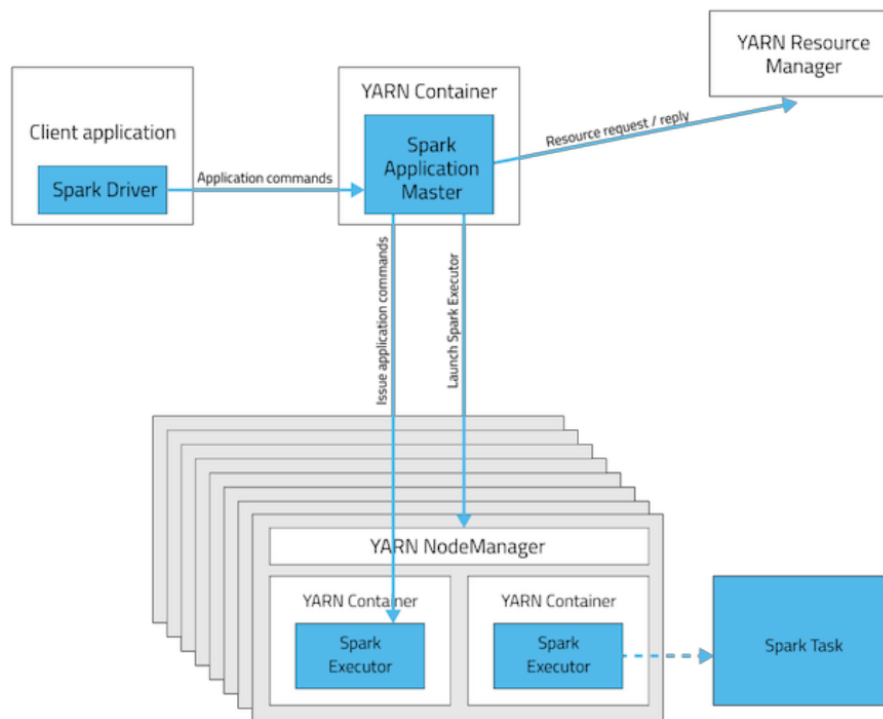 YARN Resource
Manager
YARN Container
Client application
Spark
Application
Master
Spark Driver
Application commands
Resource request / reply
Issue application commands
Launch Spark Executor
YARN NodeManager
YARN Container
Spark
Executor
YARN Container
Spark
Executor
Spark Task